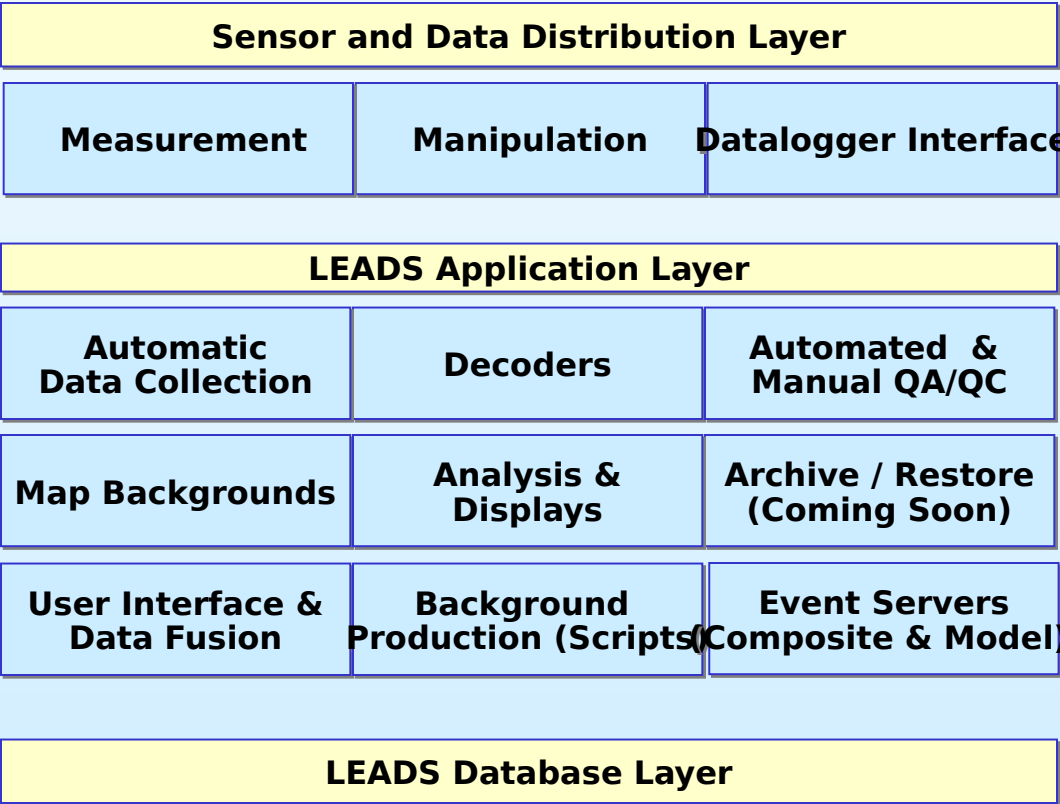 Sensor and Data Distribution Layer
Measurement
Manipulation
Datalogger Interface
LEADS Application Layer
Automatic
Data Collection
Decoders
Automated  &
Manual QA/QC
Map Backgrounds
Analysis &
Displays
Archive / Restore
(Coming Soon)
User Interface &
Data Fusion
Background
Production (Scripts)
Event Servers
(Composite & Model)
LEADS Database Layer